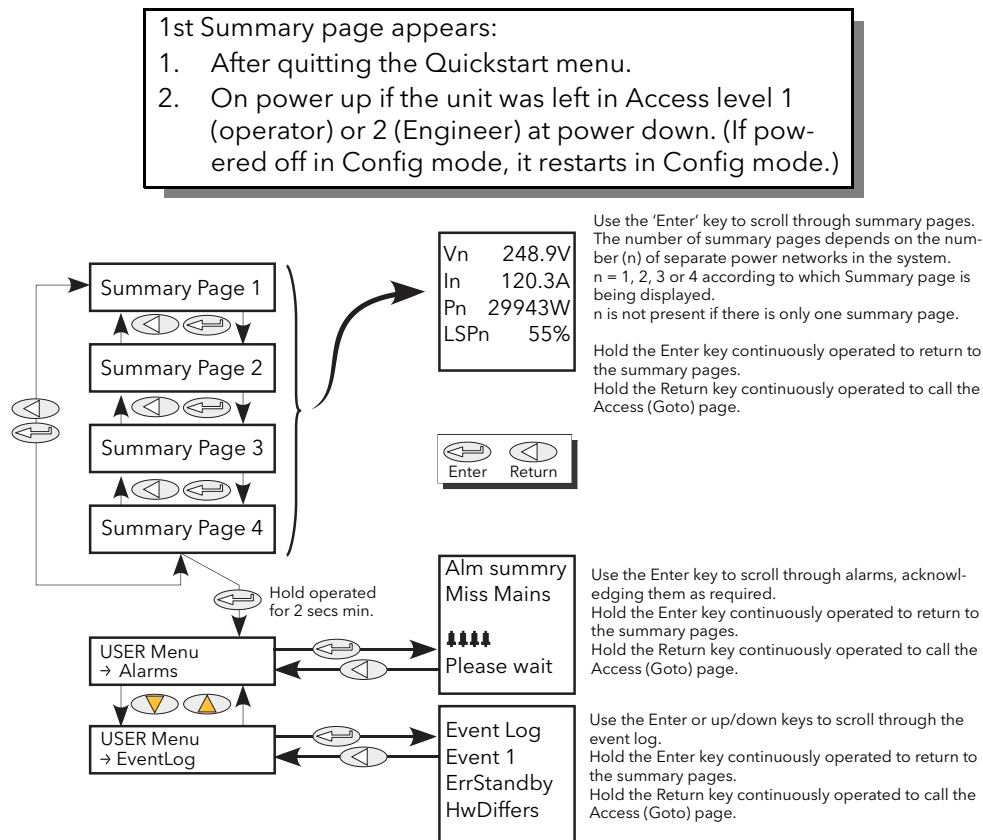 1st Summary page appears:
1. After quitting the Quickstart menu.
2. On power up if the unit was left in Access level 1
(operator) or 2 (Engineer) at power down. (If pow-
ered off in Config mode, it restarts in Config mode.)
Summary Page 1
Summary Page 2
Summary Page 3
Summary Page 4
Vn 248.9V
In 120.3A
Pn 29943W
LSPn 55%
Use the 'Enter' key to scroll through summary pages.
The number of summary pages depends on the num-
ber (n) of separate power networks in the system.
n = 1, 2, 3 or 4 according to which Summary page is
being displayed.
n is not present if there is only one summary page.
Hold the Enter key continuously operated to return to
the summary pages.
Hold the Return key continuously operated to call the
Access (Goto) page.
Enter Return
Hold operated
for 2 secs min.
USER Menu
→ Alarms
Alm summry
Miss Mains
Please wait
Use the Enter key to scroll through alarms, acknowl-
edging them as required.
Hold the Enter key continuously operated to return to
the summary pages.
Hold the Return key continuously operated to call the
Access (Goto) page.
USER Menu
→ EventLog
Event Log
Event 1
ErrStandby
HwDiffers
Use the Enter or up/down keys to scroll through the
event log.
Hold the Enter key continuously operated to return to
the summary pages.
Hold the Return key continuously operated to call the
Access (Goto) page.